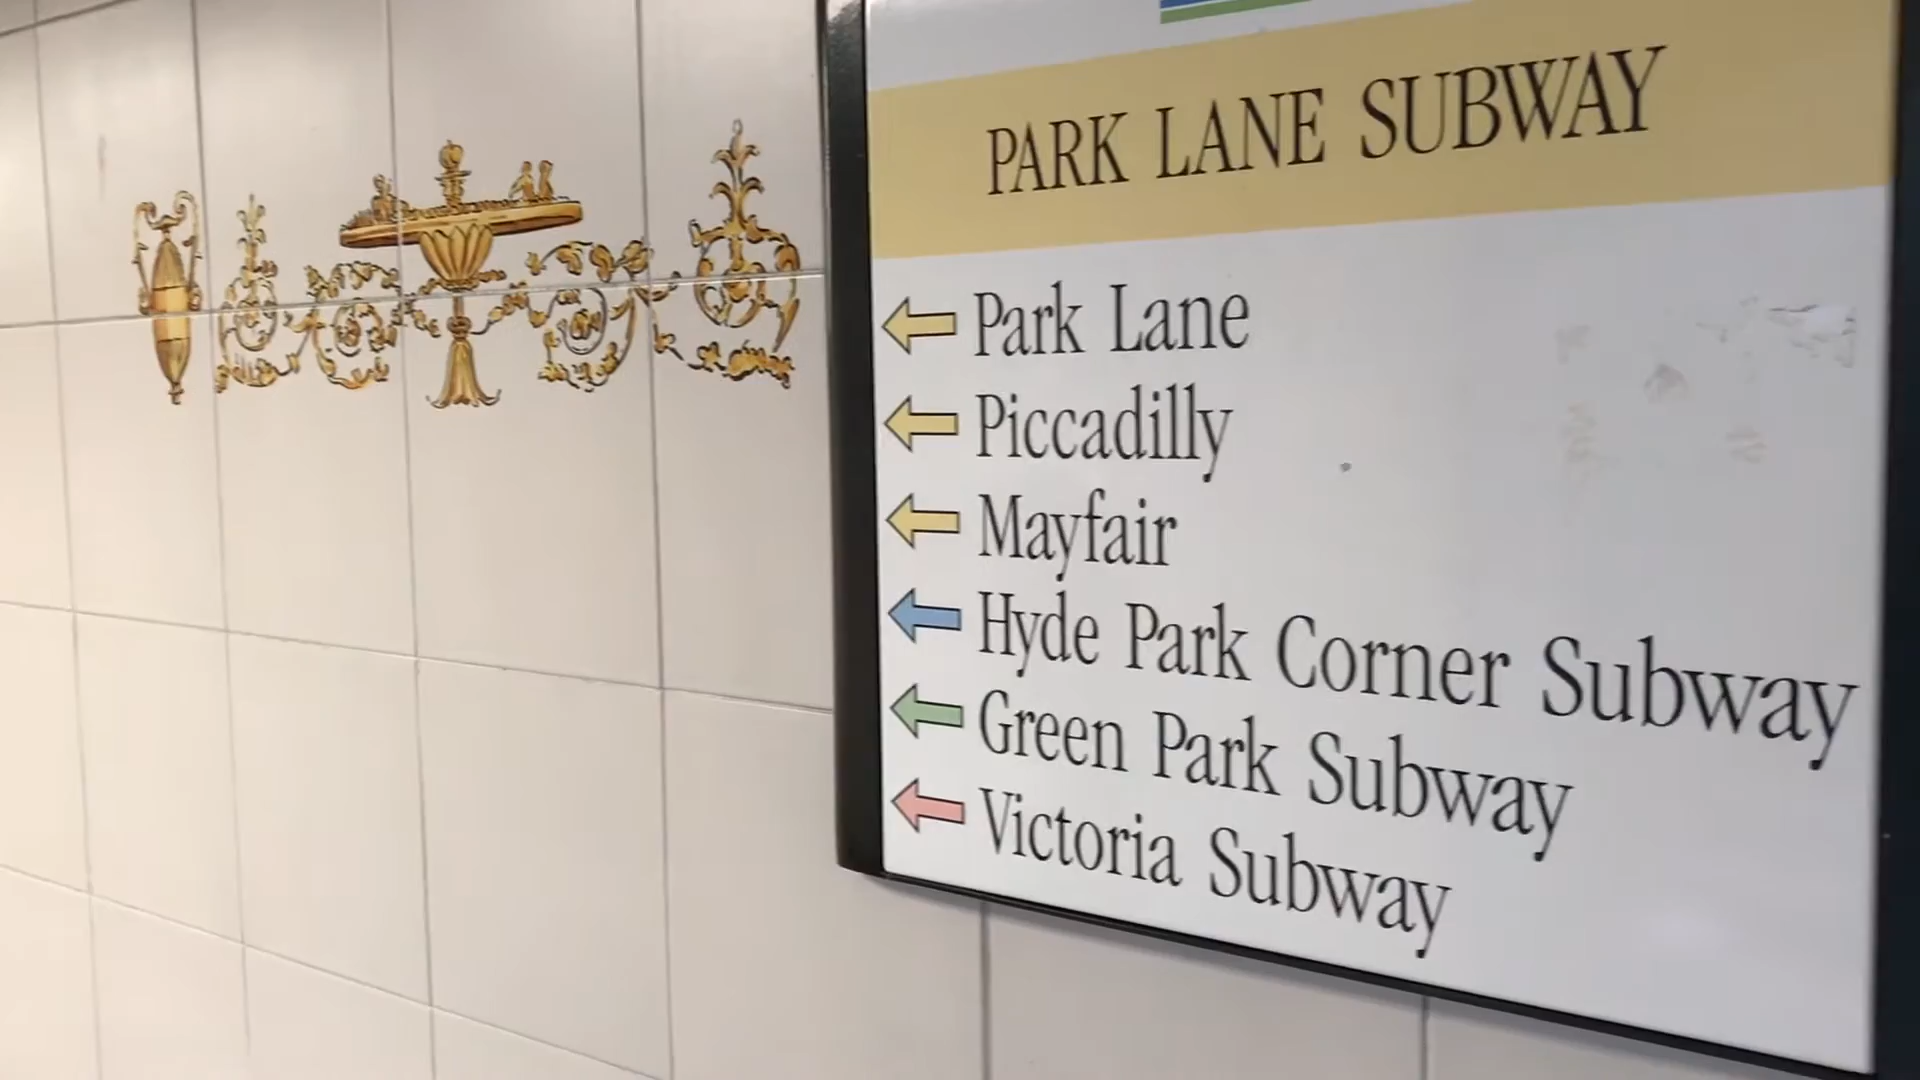 PARK LANE SUBWAY
Park Lane
Piccadilly
Mayfair
Hyde Park Corner Subway
Green Park Subway
Victoria Subway